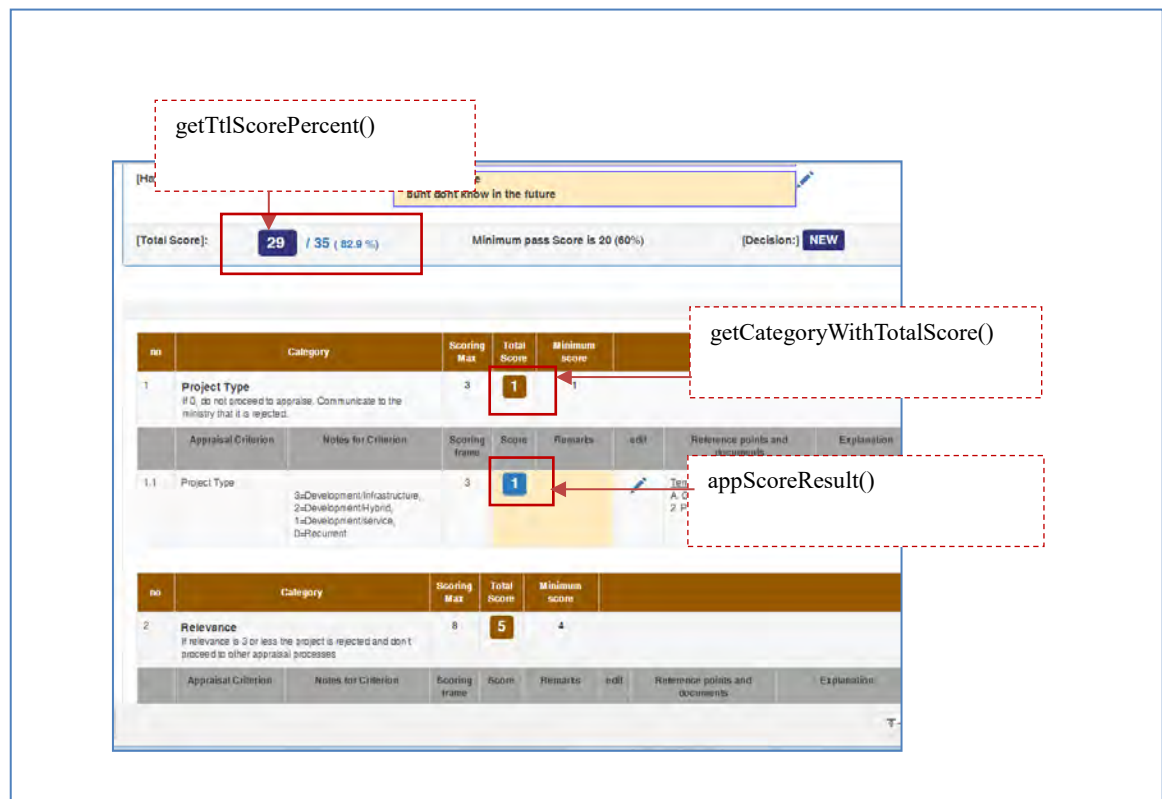 getTtlScorePercent()
[Ha
Bunt dont know in the future
[Total Score]: 29 / 35 ( 82.9 %) Minimum pass Score is 20 (60%) [Decision:] NEW
getCategoryWithTotalScore()
no Category Scoring Max Total Score Minimum score
1 Project Type 3 1 1
If 0, do not proceed to appraise. Communicate to the
ministry that it is rejected.
Appraisal Criterion Notes for Criterion Scoring frame Score Remarks edit Reference points and documents Explanation
appScoreResult()
1.1 Project Type 3 1
3=Development/Infrastructure,
2=Development/Hybrid,
1=Development/service,
0=Recurrent
Ten
A. O
2. P
no Category Scoring Max Total Score Minimum score
2 Relevance 8 5 4
If relevance is 3 or less the project is rejected and don't
proceed to other appraisal processes
Appraisal Criterion Notes for Criterion Scoring frame Score Remarks edit Reference points and documents Explanation